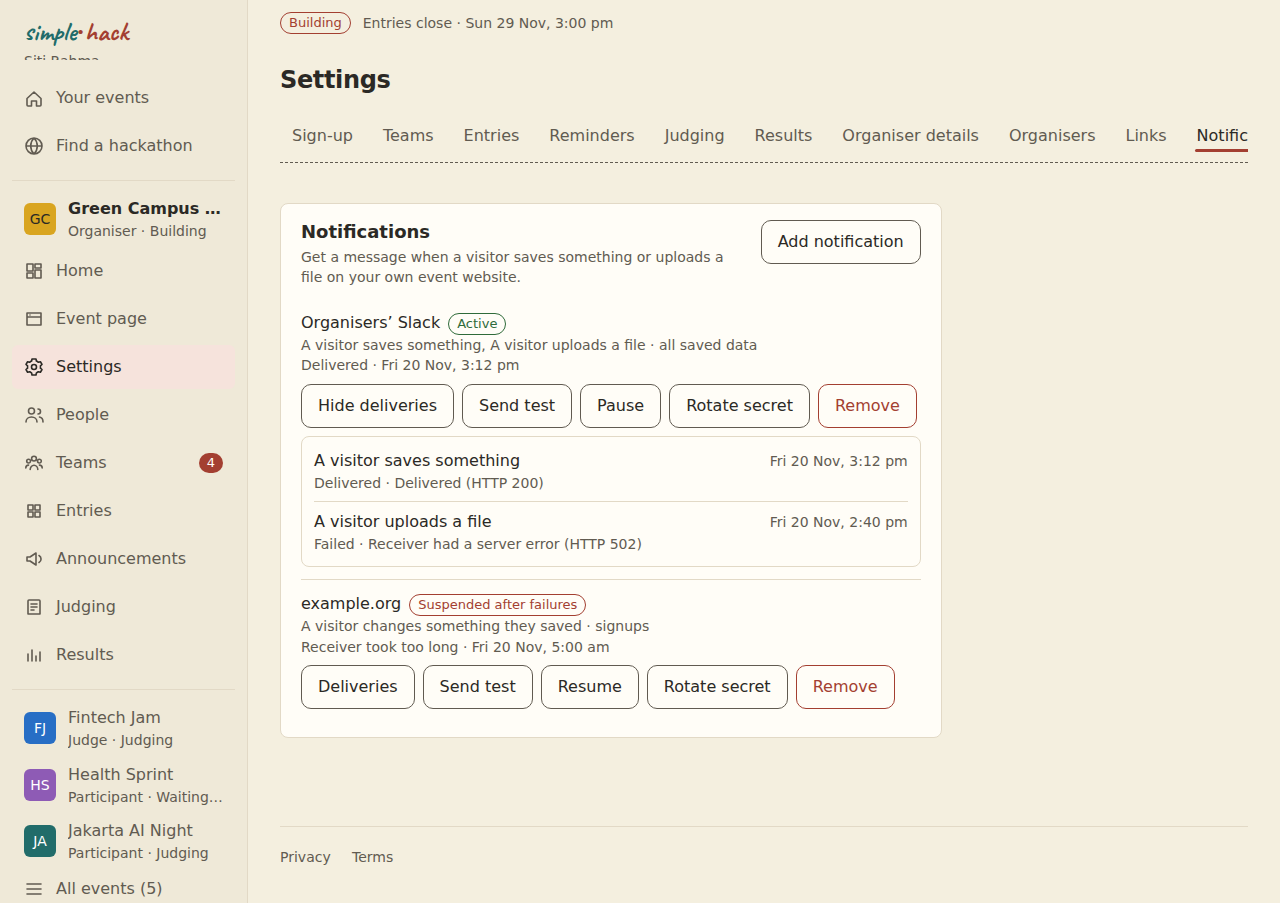 simple·hack
Siti Rahma
Your events
Find a hackathon
GC
Green Campus ...
Organiser · Building
Home
Event page
Settings
People
Teams
4
Entries
Announcements
Judging
Results
FJ
Fintech Jam
Judge · Judging
HS
Health Sprint
Participant · Waiting...
JA
Jakarta AI Night
Participant · Judging
All events (5)
Building
Entries close · Sun 29 Nov, 3:00 pm
Settings
Sign-up Teams Entries Reminders Judging Results Organiser details Organisers Links Notific
Notifications
Get a message when a visitor saves something or uploads a
file on your own event website.
Add notification
Organisers’ Slack Active
A visitor saves something, A visitor uploads a file · all saved data
Delivered · Fri 20 Nov, 3:12 pm
Hide deliveries Send test Pause Rotate secret Remove
A visitor saves something Fri 20 Nov, 3:12 pm
Delivered · Delivered (HTTP 200)
A visitor uploads a file Fri 20 Nov, 2:40 pm
Failed · Receiver had a server error (HTTP 502)
example.org Suspended after failures
A visitor changes something they saved · signups
Receiver took too long · Fri 20 Nov, 5:00 am
Deliveries Send test Resume Rotate secret Remove
Privacy Terms